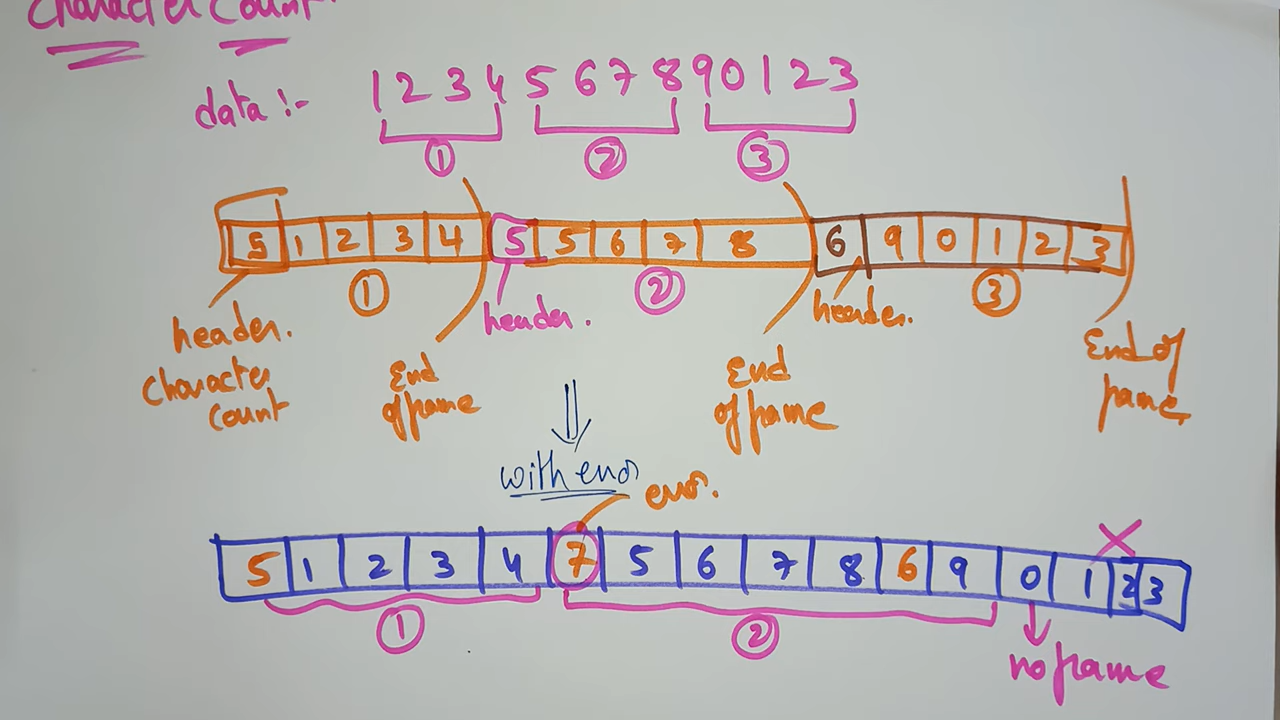 Character Count
data :- 1 2 3 4 5 6 7 8 9 0 1 2 3
1 2 3
5 1 2 3 4 5 5 6 7 8 6 9 0 1 2 3
1 2 3
header. header. header.
Character count
End of frame End of frame End of frame
with error
error.
5 1 2 3 4 7 5 6 7 8 6 9 0 1 2 3
1 2
no frame